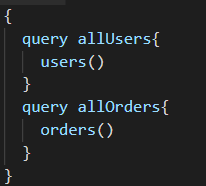 {
query allUsers{
users()
}
query allOrders{
orders()
}
}